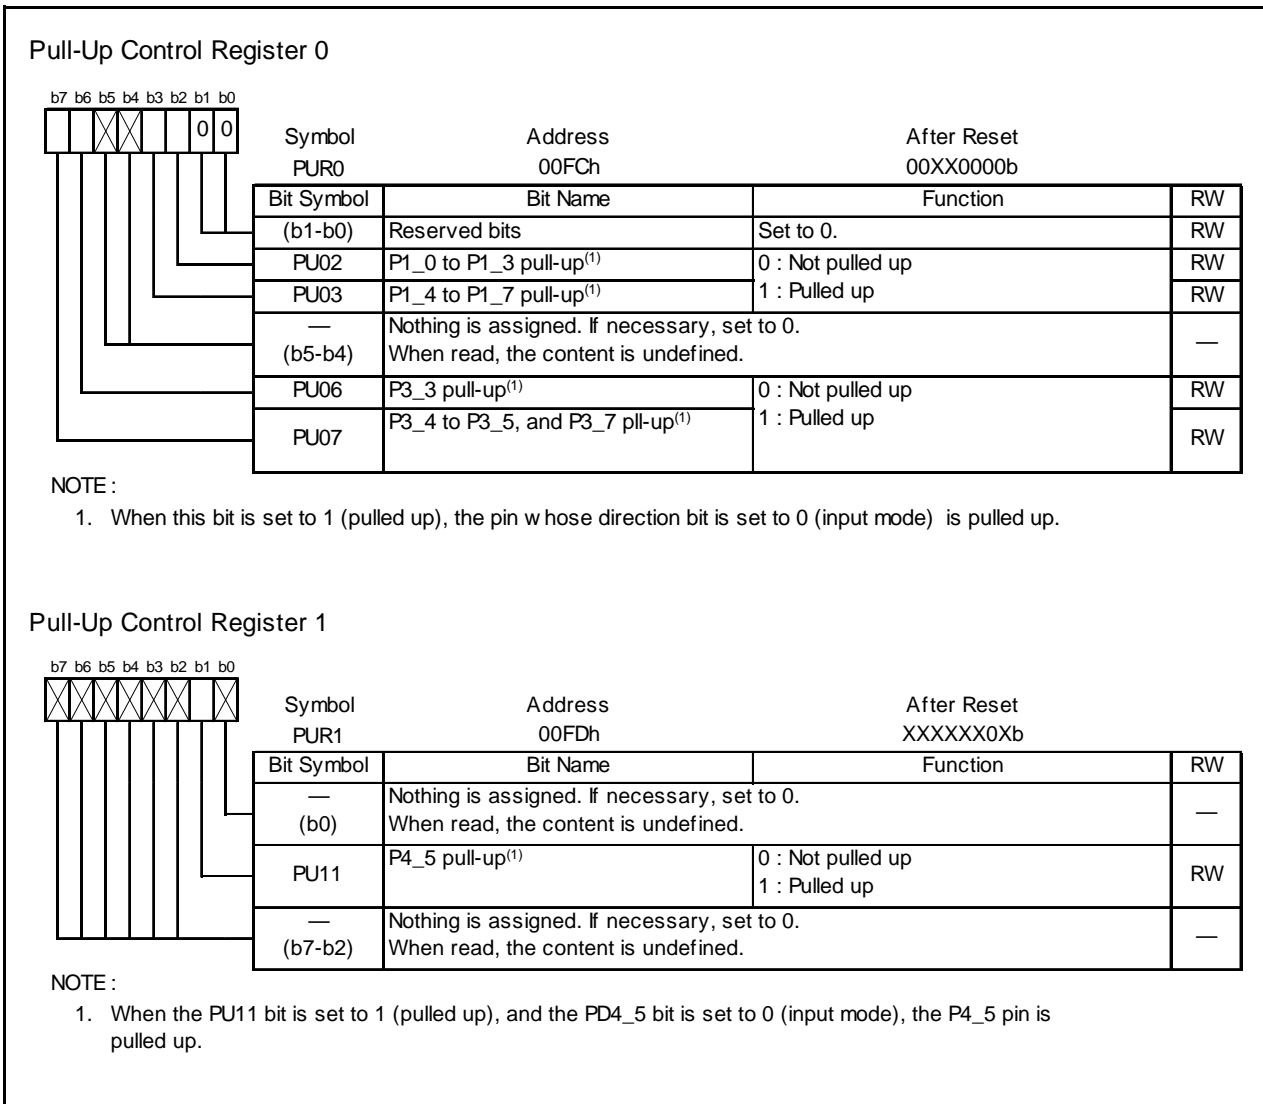 Pull-Up Control Register 0
b7 b6 b5 b4 b3 b2 b1 b0
0 0
Symbol Address After Reset
PUR0 00FCh 00XX0000b
Bit Symbol Bit Name Function RW
(b1-b0) Reserved bits Set to 0. RW
PU02 P1_0 to P1_3 pull-up(1) 0 : Not pulled up RW
PU03 P1_4 to P1_7 pull-up(1) 1 : Pulled up RW
— Nothing is assigned. If necessary, set to 0.
(b5-b4) When read, the content is undefined. —
PU06 P3_3 pull-up(1) 0 : Not pulled up RW
PU07 P3_4 to P3_5, and P3_7 pll-up(1) 1 : Pulled up RW
NOTE :
1. When this bit is set to 1 (pulled up), the pin w hose direction bit is set to 0 (input mode) is pulled up.
Pull-Up Control Register 1
b7 b6 b5 b4 b3 b2 b1 b0
Symbol Address After Reset
PUR1 00FDh XXXXXX0Xb
Bit Symbol Bit Name Function RW
— Nothing is assigned. If necessary, set to 0.
(b0) When read, the content is undefined. —
PU11 P4_5 pull-up(1) 0 : Not pulled up RW
1 : Pulled up
— Nothing is assigned. If necessary, set to 0.
(b7-b2) When read, the content is undefined. —
NOTE :
1. When the PU11 bit is set to 1 (pulled up), and the PD4_5 bit is set to 0 (input mode), the P4_5 pin is
pulled up.